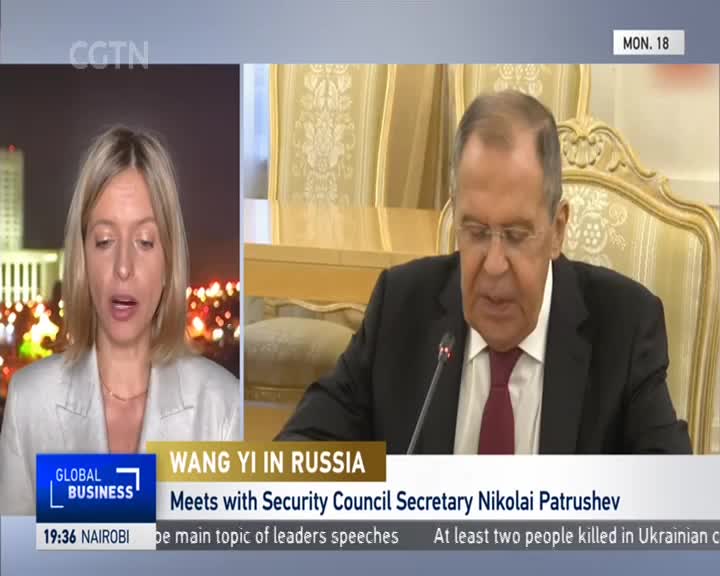 CGTN
MON. 18
WANG YI IN RUSSIA
GLOBAL
BUSINESS
Meets with Security Council Secretary Nikolai Patrushev
19:36 NAIROBI
be main topic of leaders speeches At least two people killed in Ukrainian c